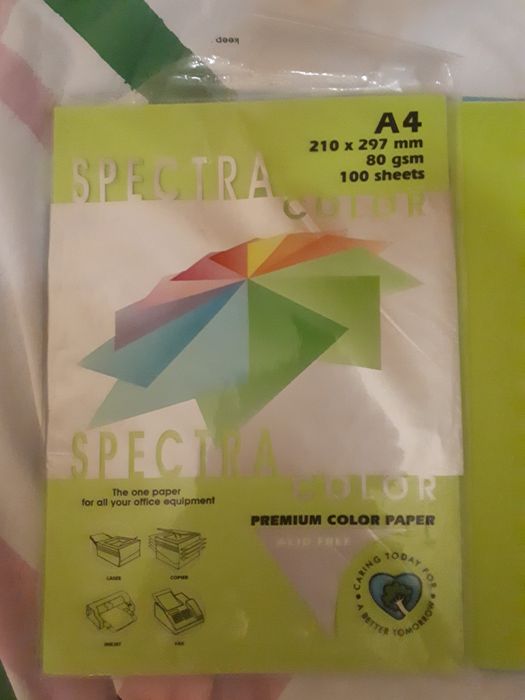 keep
A4
210 x 297 mm
80 gsm
100 sheets
SPECTRA
COLOR
SPECTRA
COLOR
The one paper
for all your office equipment
PREMIUM COLOR PAPER
ACID FREE
LASER
COPIER
INKJET
FAX
CARING TODAY FOR
A BETTER TOMORROW